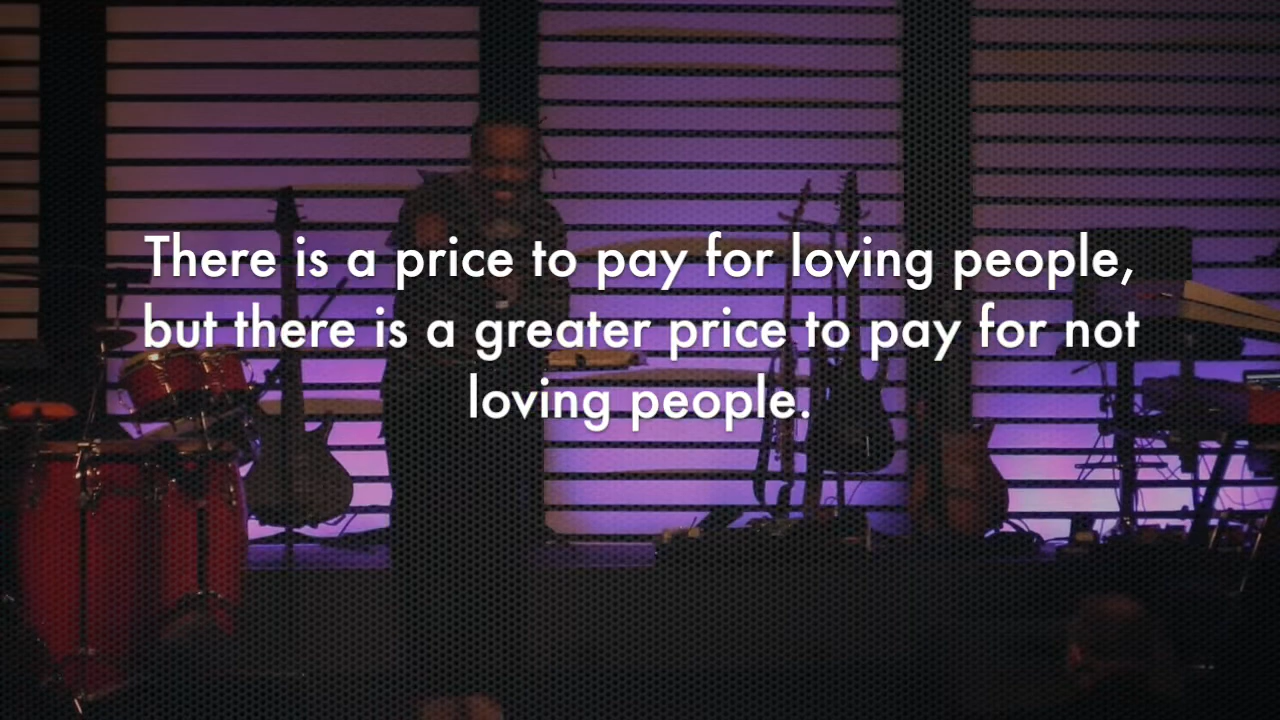 There is a price to pay for loving people,
but there is a greater price to pay for not
loving people.